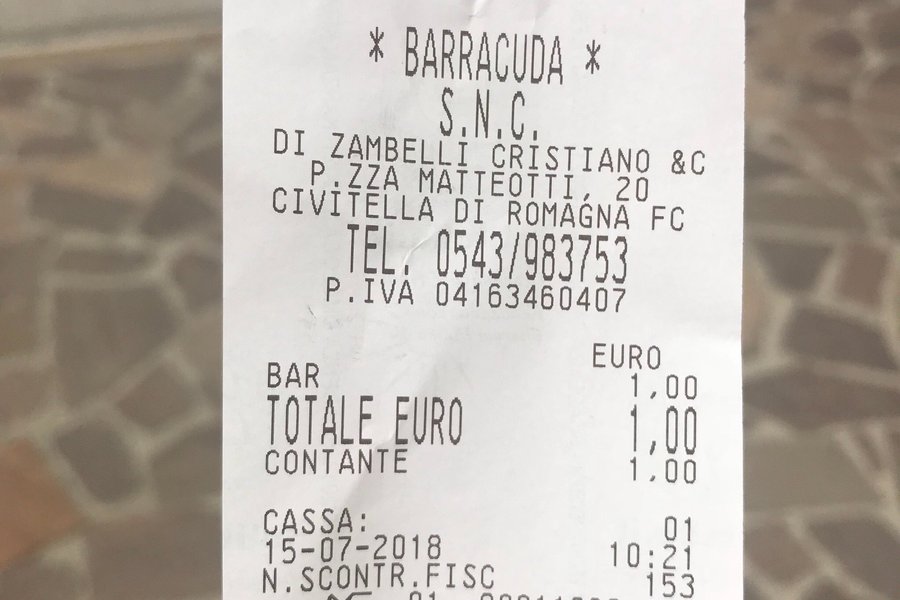 * BARRACUDA *
S.N.C.
DI ZAMBELLI CRISTIANO &C
P.ZZA MATTEOTTI, 20
CIVITELLA DI ROMAGNA FC
TEL. 0543/983753
P.IVA 04163460407
EURO
BAR 1,00
TOTALE EURO 1,00
CONTANTE 1,00
CASSA: 01
15-07-2018 10:21
N.SCONTR.FISC 153